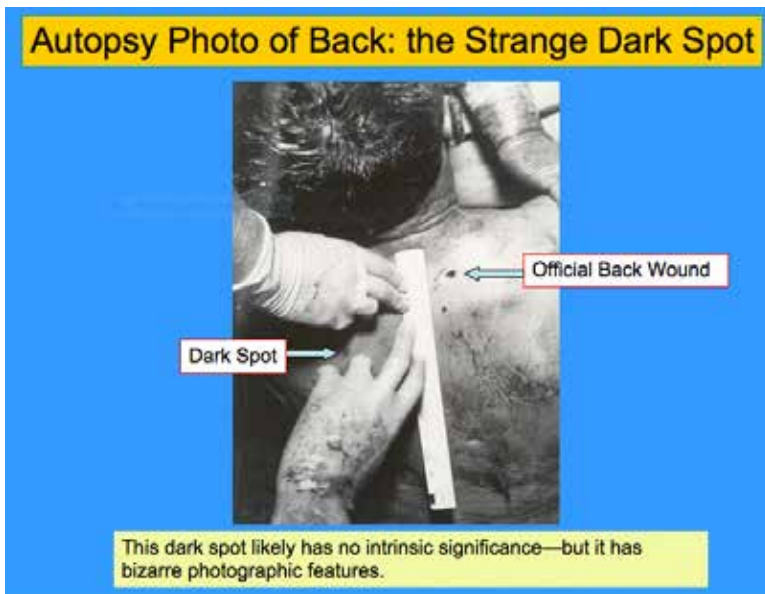 Autopsy Photo of Back: the Strange Dark Spot
Official Back Wound
Dark Spot
This dark spot likely has no intrinsic significance—but it has
bizarre photographic features.